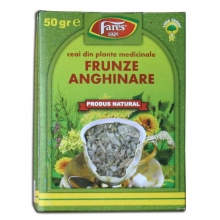 50 gr e
Fares
1929
ceai din plante medicinale
FRUNZE
ANGHINARE
PRODUS NATURAL